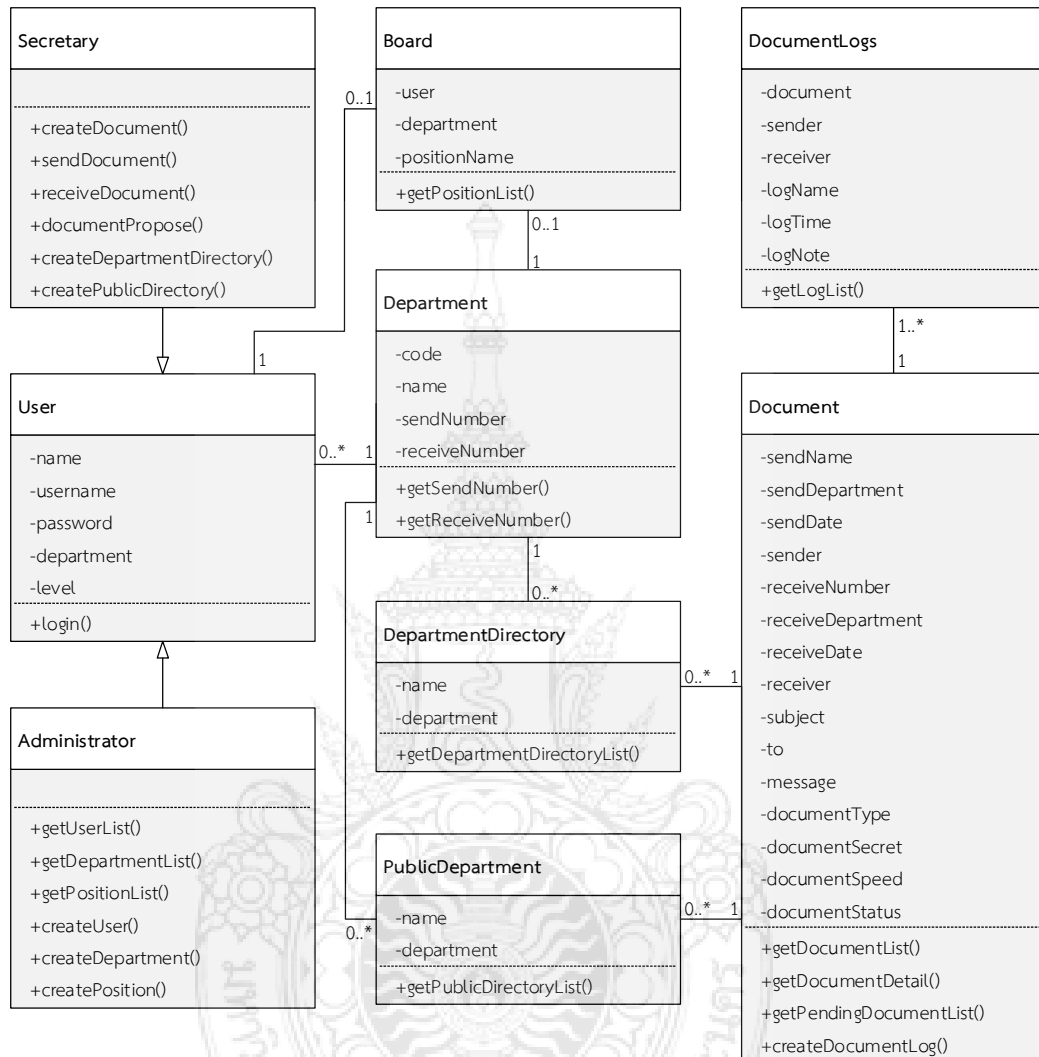 Secretary
+createDocument()
+sendDocument()
+receiveDocument()
+documentPropose()
+createDepartmentDirectory()
+createPublicDirectory()
Board
-user
-department
-positionName
+getPositionList()
DocumentLogs
-document
-sender
-receiver
-logName
-logTime
-logNote
+getLogList()
0..1
1
0..1
1
1..*
1
User
-name
-username
-password
-department
-level
+login()
0..*
1
Department
-code
-name
-sendNumber
-receiveNumber
+getSendNumber()
+getReceiveNumber()
1
0..*
1
0..*
DepartmentDirectory
-name
-department
+getDepartmentDirectoryList()
0..*
1
Administrator
+getUserList()
+getDepartmentList()
+getPositionList()
+createUser()
+createDepartment()
+createPosition()
PublicDepartment
-name
-department
+getPublicDirectoryList()
0..*
1
Document
-sendName
-sendDepartment
-sendDate
-sender
-receiveNumber
-receiveDepartment
-receiveDate
-receiver
-subject
-to
-message
-documentType
-documentSecret
-documentSpeed
-documentStatus
+getDocumentList()
+getDocumentDetail()
+getPendingDocumentList()
+createDocumentLog()